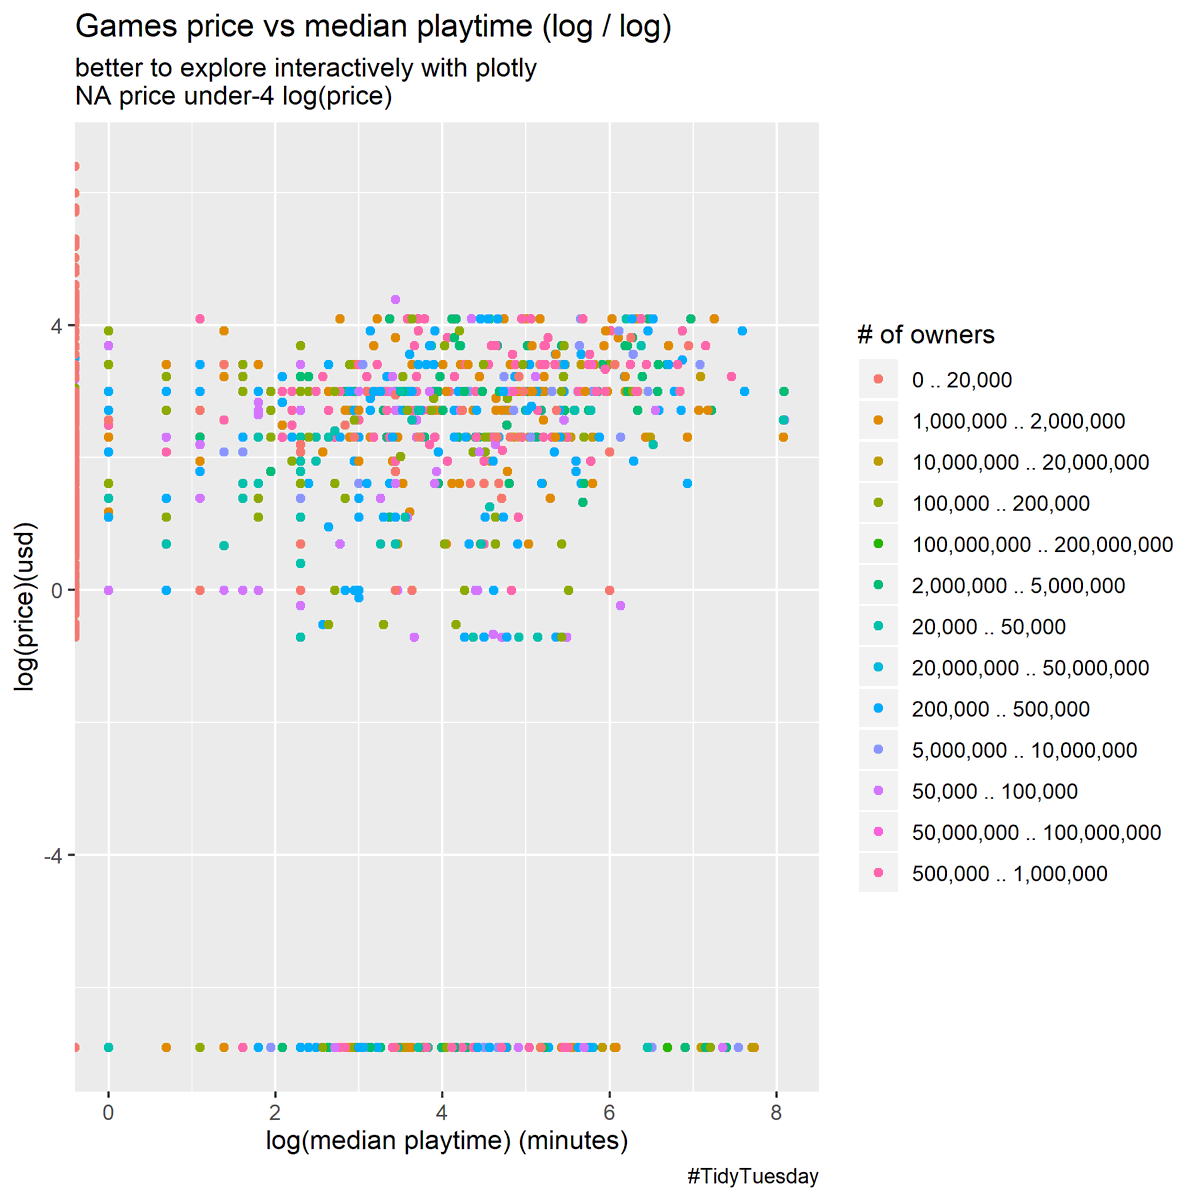 Games price vs median playtime (log / log)
better to explore interactively with plotly
NA price under-4 log(price)
log(price)(usd)
4
0
-4
0
2
4
6
8
log(median playtime) (minutes)
#TidyTuesday
# of owners
0 .. 20,000
1,000,000 .. 2,000,000
10,000,000 .. 20,000,000
100,000 .. 200,000
100,000,000 .. 200,000,000
2,000,000 .. 5,000,000
20,000 .. 50,000
20,000,000 .. 50,000,000
200,000 .. 500,000
5,000,000 .. 10,000,000
50,000 .. 100,000
50,000,000 .. 100,000,000
500,000 .. 1,000,000